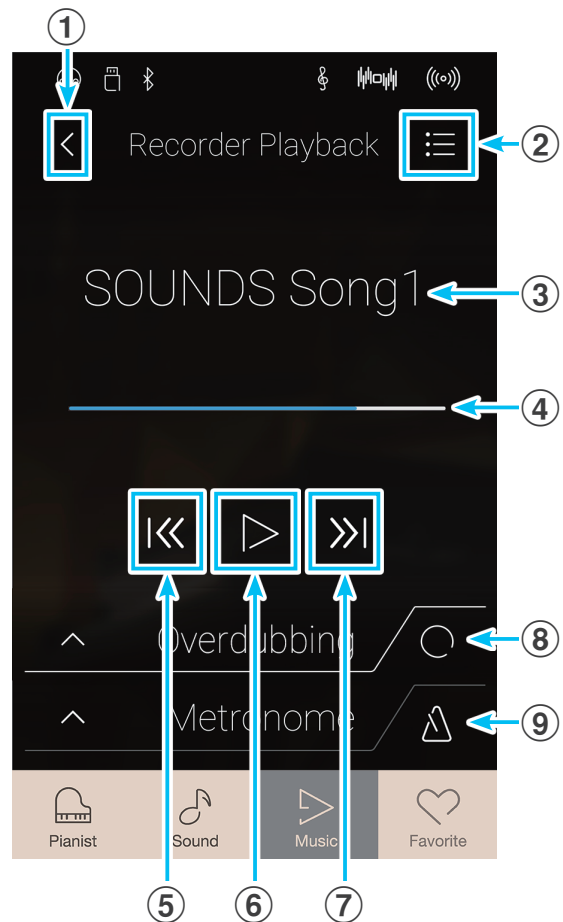 ①
Recorder Playback
②
SOUNDS Song1
③
④
Overdubbing
⑧
Metronome
⑨
Pianist Sound Music Favorite
⑤ ⑥ ⑦